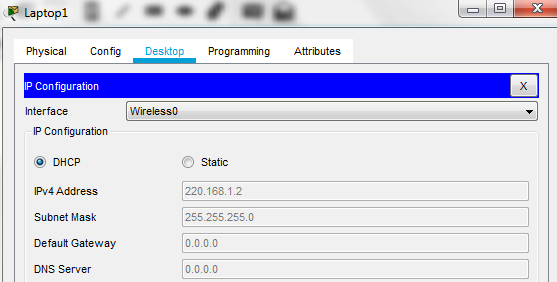 Laptop1
Physical Config Desktop Programming Attributes
IP Configuration X
Interface Wireless0
IP Configuration
DHCP Static
IPv4 Address 220.168.1.2
Subnet Mask 255.255.255.0
Default Gateway 0.0.0.0
DNS Server 0.0.0.0